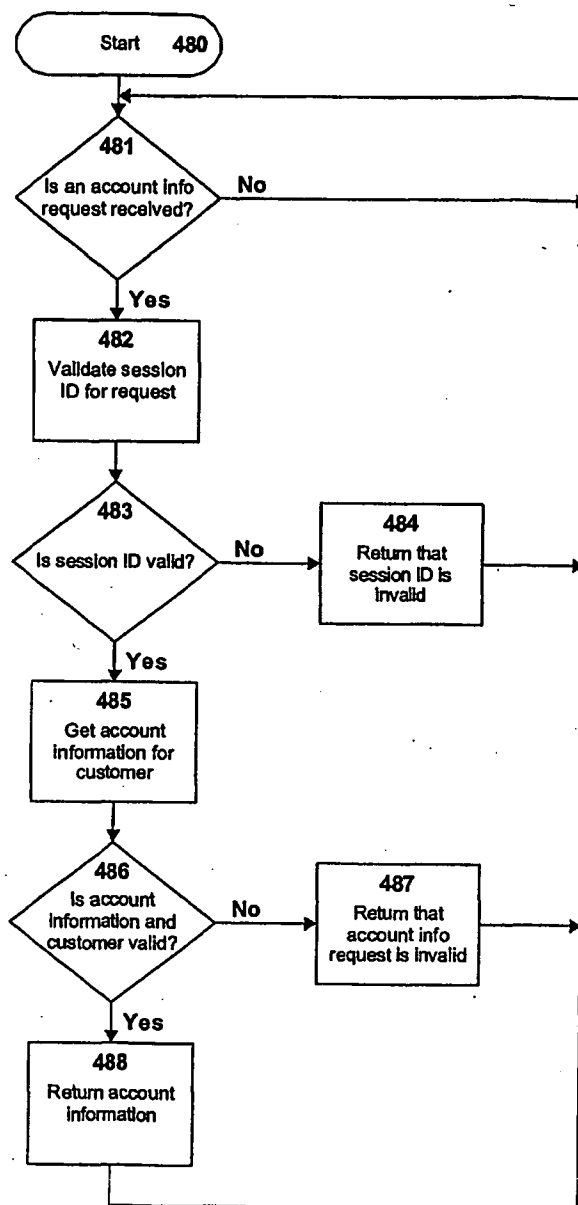 Start 480
481
Is an account info
request received?
No
Yes
482
Validate session
ID for request
483
Is session ID valid?
No
484
Return that
session ID is
invalid
Yes
485
Get account
information for
customer
486
Is account
information and
customer valid?
No
487
Return that
account info
request is invalid
Yes
488
Return account
information